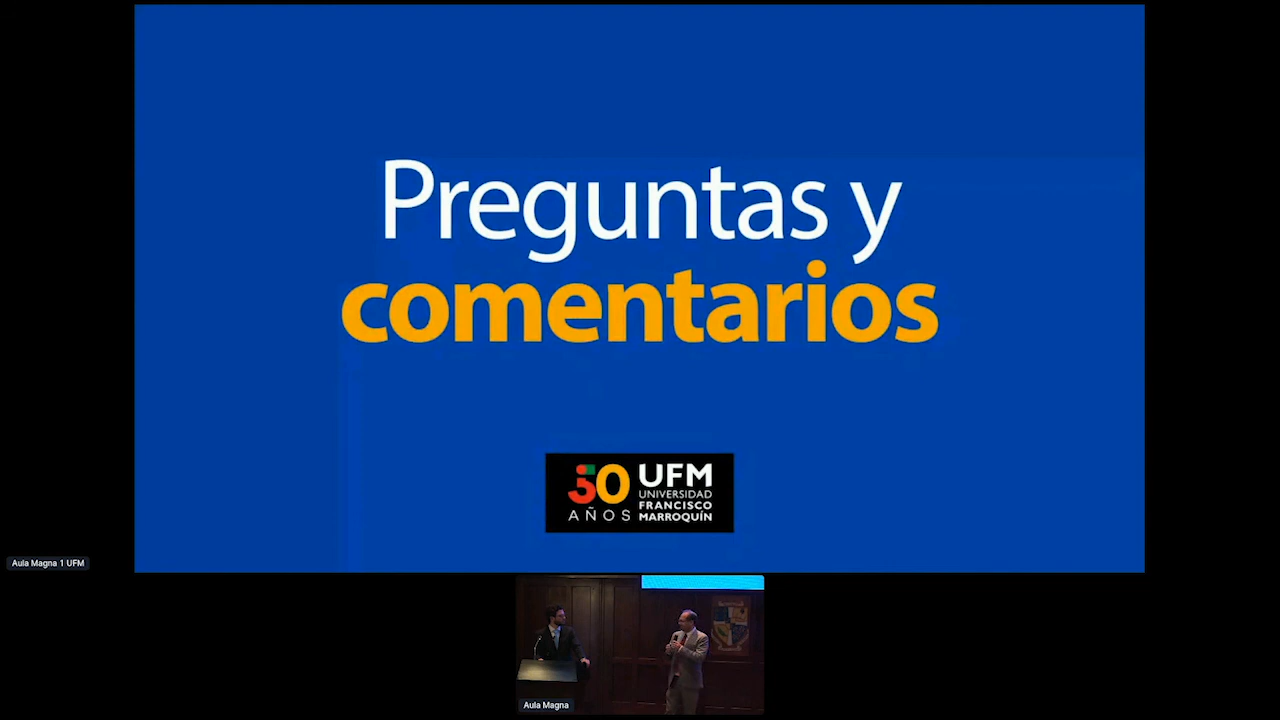 Preguntas y
comentarios
50
AÑOS
UFM
UNIVERSIDAD
FRANCISCO
MARROQUÍN
Aula Magna 1 UFM
Aula Magna